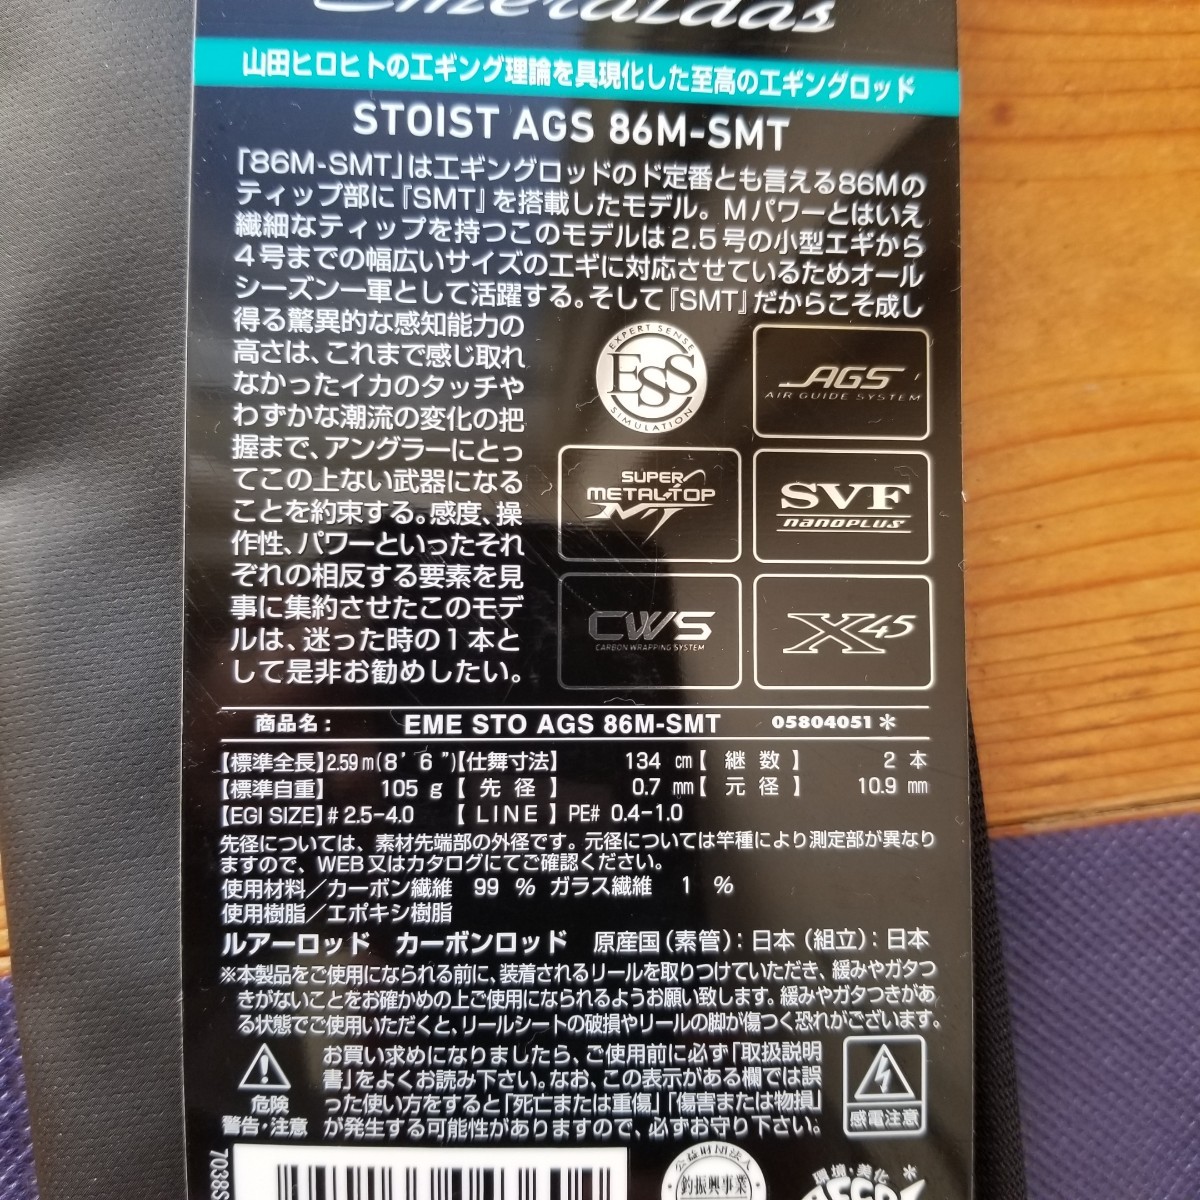 Emeraldas
山田ヒロヒトのエギング理論を具現化した至高のエギングロッド
STOIST AGS 86M-SMT
「86M-SMT」はエギングロッドのド定番とも言える86Mの
ティップ部に『SMT』を搭載したモデル。Mパワーとはいえ
繊細なティップを持つこのモデルは2.5号の小型エギから
4号までの幅広いサイズのエギに対応させているためオール
シーズン一軍として活躍する。そして『SMT』だからこそ成し
得る驚異的な感知能力の
高さは、これまで感じ取れ
なかったイカのタッチや
わずかな潮流の変化の把
握まで、アングラーにとっ
てこの上ない武器になる
ことを約束する。感度、操
作性、パワーといったそれ
ぞれの相反する要素を見
事に集約させたこのモデ
ルは、迷った時の1本と
して是非お勧めしたい。
EXPERT SENSE
ESS
SIMULATION
AGS
AIR GUIDE SYSTEM
SUPER
METAL TOP
SVF
nanoplus
CWS
CARBON WRAPPING SYSTEM
X45
商品名: EME STO AGS 86M-SMT 05804051*
【標準全長】2.59m(8'6")【仕舞寸法】 134 cm【 継 数 】 2 本
【標準自重】 105 g【 先 径 】 0.7 mm【 元 径 】 10.9 mm
【EGI SIZE】#2.5-4.0 【 LINE 】PE# 0.4-1.0
先径については、素材先端部の外径です。元径については竿種により測定部が異なり
ますので、WEB又はカタログにてご確認ください。
使用材料/カーボン繊維 99 % ガラス繊維 1 %
使用樹脂/エポキシ樹脂
ルアーロッド カーボンロッド 原産国(素管):日本(組立):日本
※本製品をご使用になられる前に、装着されるリールを取りつけていただき、緩みやガタつ
きがないことをお確かめの上ご使用になられるようお願い致します。緩みやガタつきがあ
る状態でご使用いただくと、リールシートの破損やリールの脚が傷つく恐れがございます。
危険
警告・注意
お買い求めになりましたら、ご使用前に必ず「取扱説明
書」をよくお読み下さい。なお、この表示がある欄では誤
った使い方をすると「死亡または重傷」「傷害または物損」
が発生する可能性がありますので、必ずお守り下さい。
感電注意
7038S
公益財団法人
釣振興事業
環境・美化*